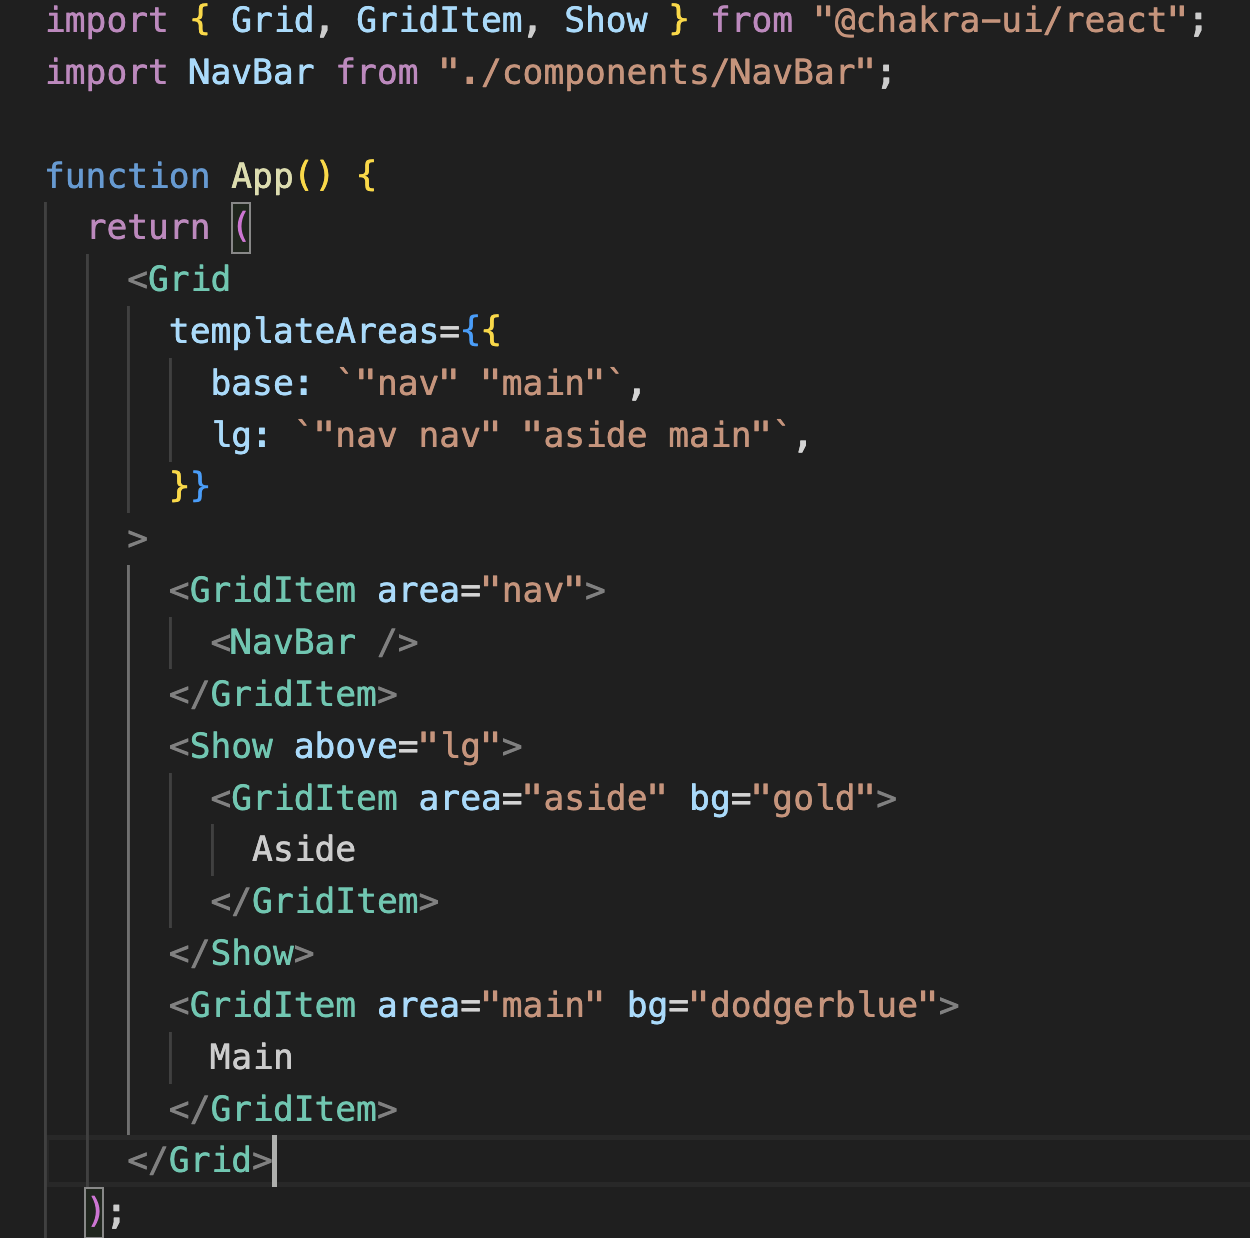 import { Grid, GridItem, Show } from "@chakra-ui/react";
import NavBar from "./components/NavBar";

function App() {
  return (
    <Grid
      templateAreas={{
        base: `"nav" "main"`,
        lg: `"nav nav" "aside main"`,
      }}
    >
      <GridItem area="nav">
        <NavBar />
      </GridItem>
      <Show above="lg">
        <GridItem area="aside" bg="gold">
          Aside
        </GridItem>
      </Show>
      <GridItem area="main" bg="dodgerblue">
        Main
      </GridItem>
    </Grid>
  );